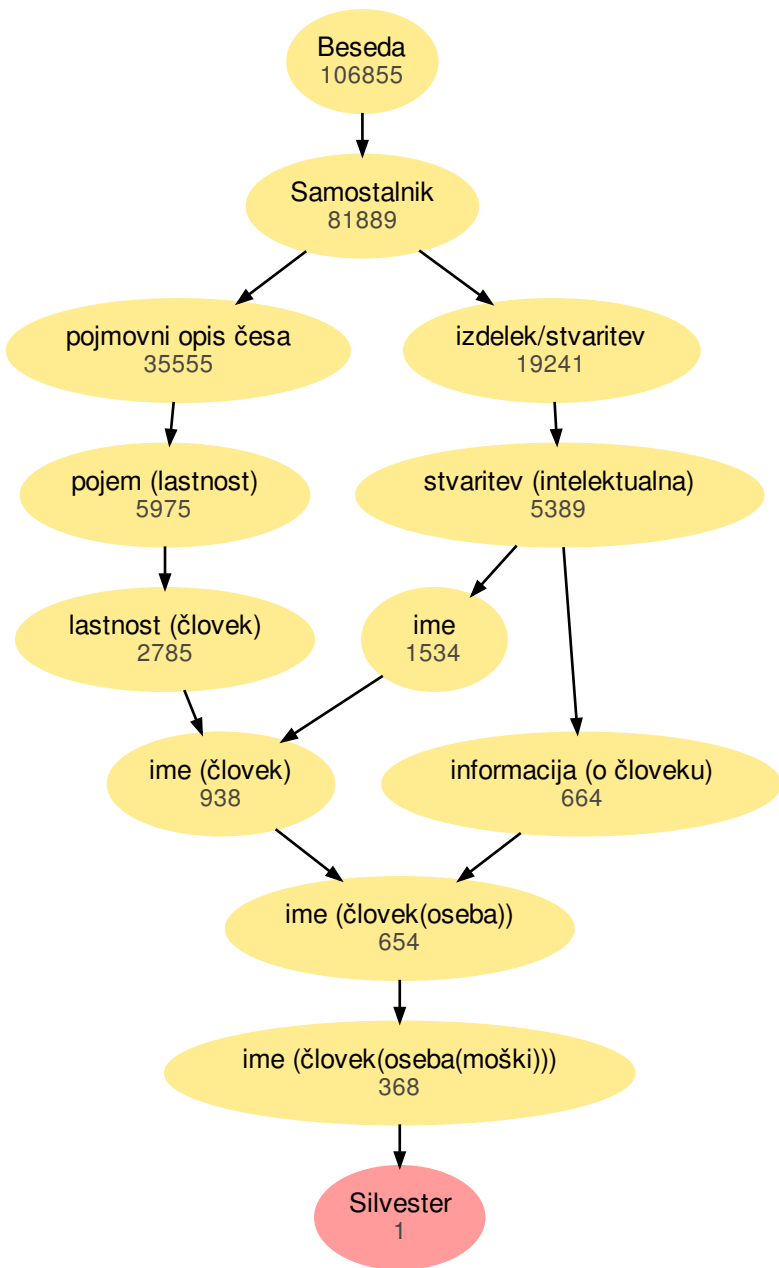 Beseda
106855
Samostalnik
81889
pojmovni opis česa
35555
izdelek/stvaritev
19241
pojem (lastnost)
5975
stvaritev (intelektualna)
5389
lastnost (človek)
2785
ime
1534
ime (človek)
938
informacija (o človeku)
664
ime (človek(oseba))
654
ime (človek(oseba(moški)))
368
Silvester
1